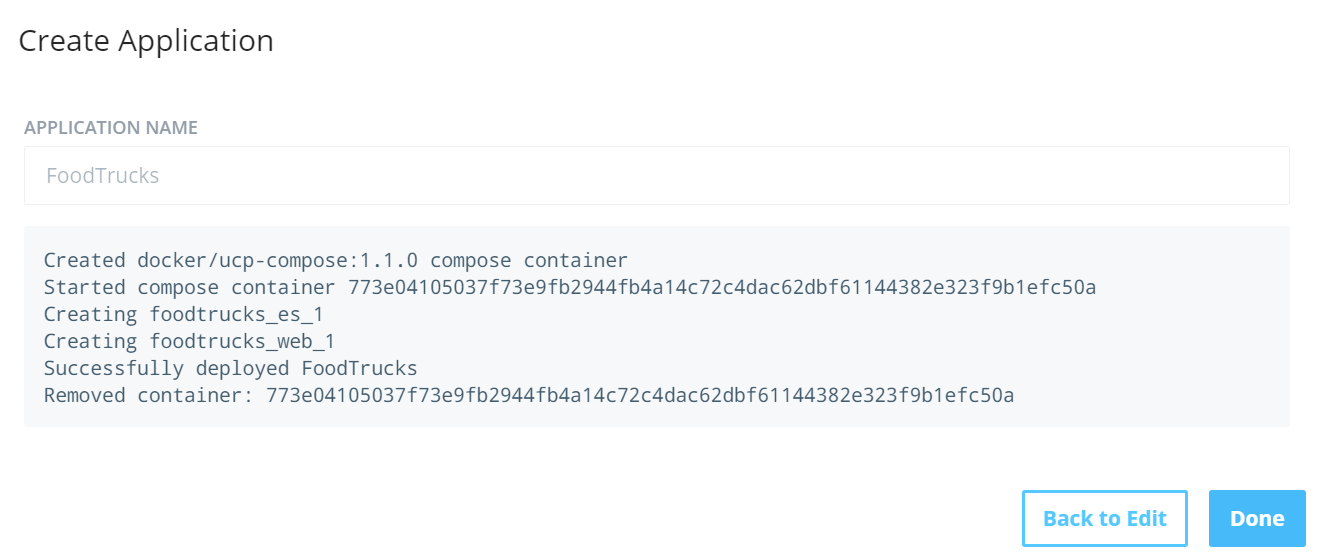 Create Application
APPLICATION NAME
FoodTrucks
Created docker/ucp-compose:1.1.0 compose container
Started compose container 773e04105037f73e9fb2944fb4a14c72c4dac62dbf61144382e323f9b1efc50a
Creating foodtrucks_es_1
Creating foodtrucks_web_1
Successfully deployed FoodTrucks
Removed container: 773e04105037f73e9fb2944fb4a14c72c4dac62dbf61144382e323f9b1efc50a
Back to Edit
Done